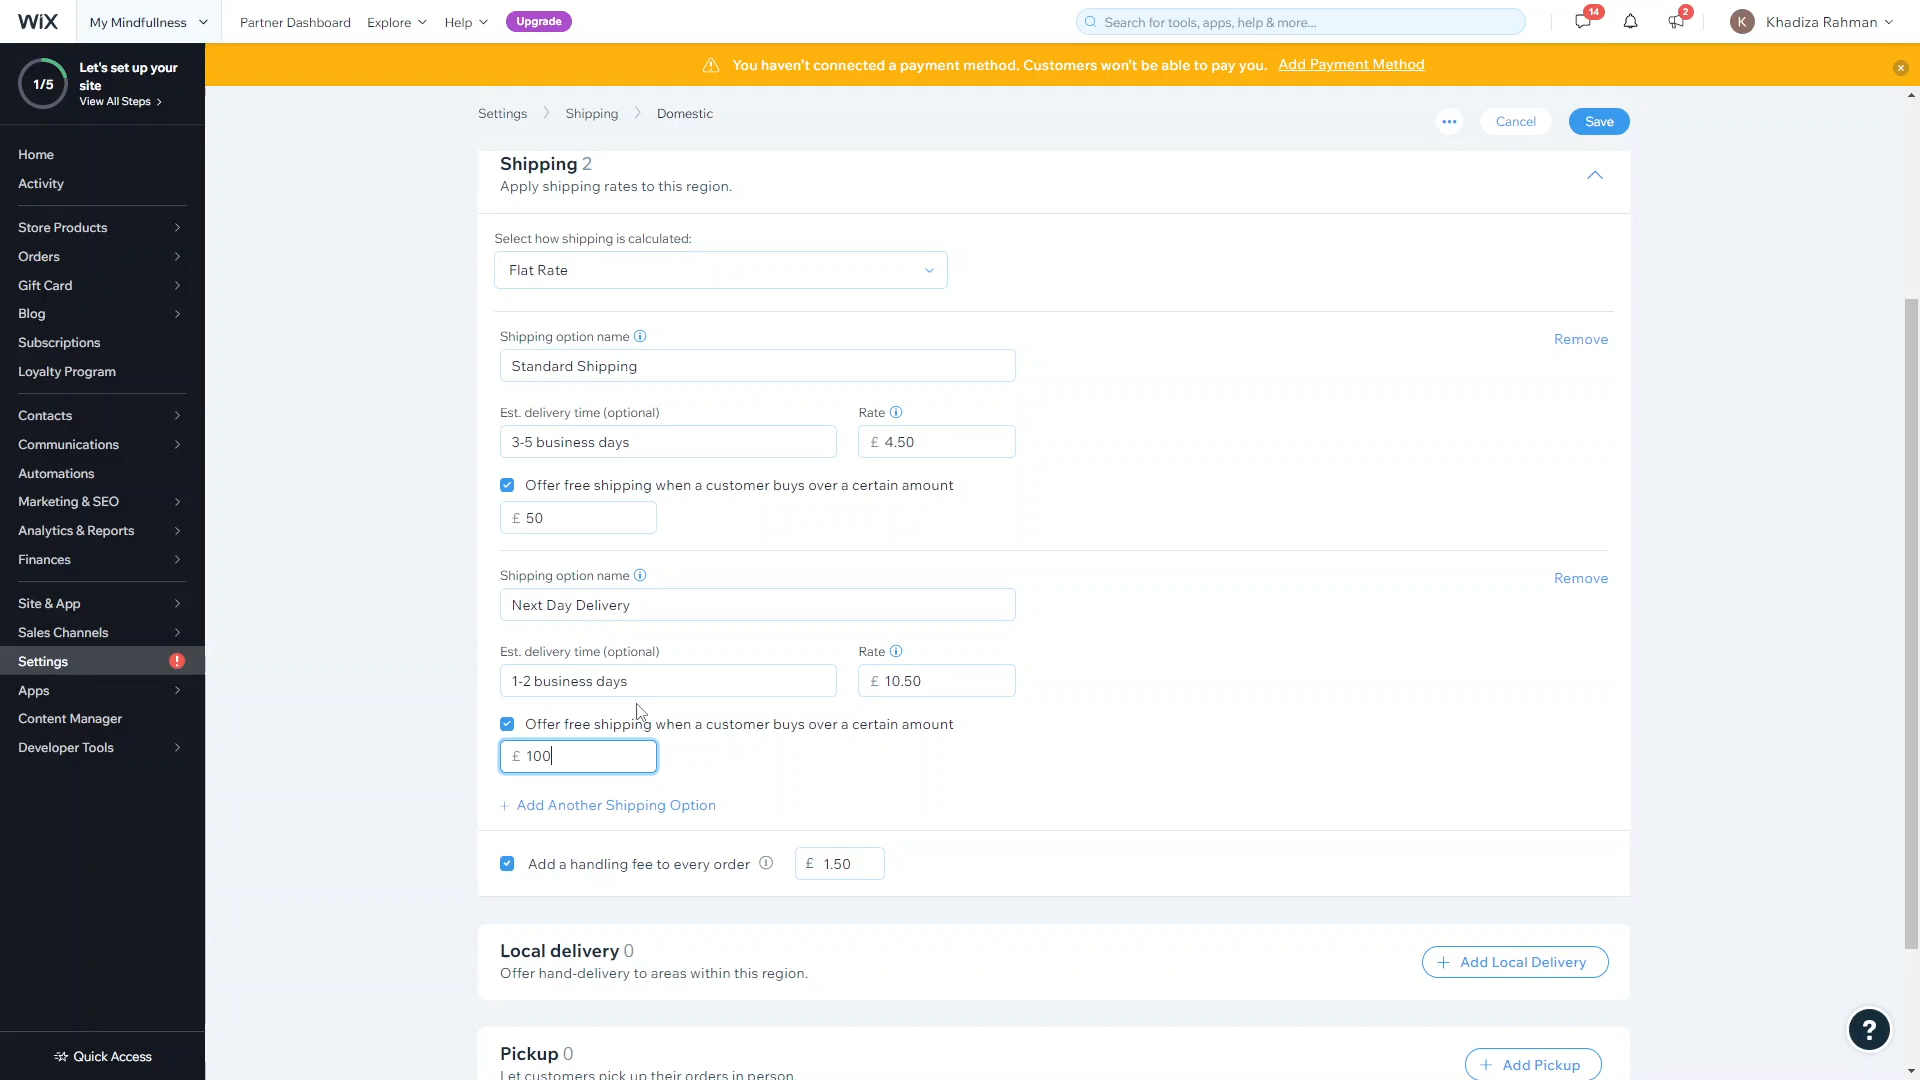 WiX
My Mindfullness
Partner Dashboard
Explore
Help
Upgrade
Search for tools, apps, help & more...
14
2
K
Khadiza Rahman
1/5
Let's set up your
site
View All Steps
You haven't connected a payment method. Customers won't be able to pay you. Add Payment Method
Home
Activity
Store Products
Orders
Gift Card
Blog
Subscriptions
Loyalty Program
Contacts
Communications
Automations
Marketing & SEO
Analytics & Reports
Finances
Site & App
Sales Channels
Settings
Apps
Content Manager
Developer Tools
Quick Access
Settings
Shipping
Domestic
Cancel
Save
Shipping 2
Apply shipping rates to this region.
Select how shipping is calculated:
Flat Rate
Shipping option name
Remove
Standard Shipping
Est. delivery time (optional)
Rate
3-5 business days
£ 4.50
Offer free shipping when a customer buys over a certain amount
£ 50
Shipping option name
Remove
Next Day Delivery
Est. delivery time (optional)
Rate
1-2 business days
£ 10.50
Offer free shipping when a customer buys over a certain amount
£ 100
+ Add Another Shipping Option
Add a handling fee to every order
£ 1.50
Local delivery 0
Offer hand-delivery to areas within this region.
+ Add Local Delivery
Pickup 0
Let customers pick up their orders in person.
+ Add Pickup
?